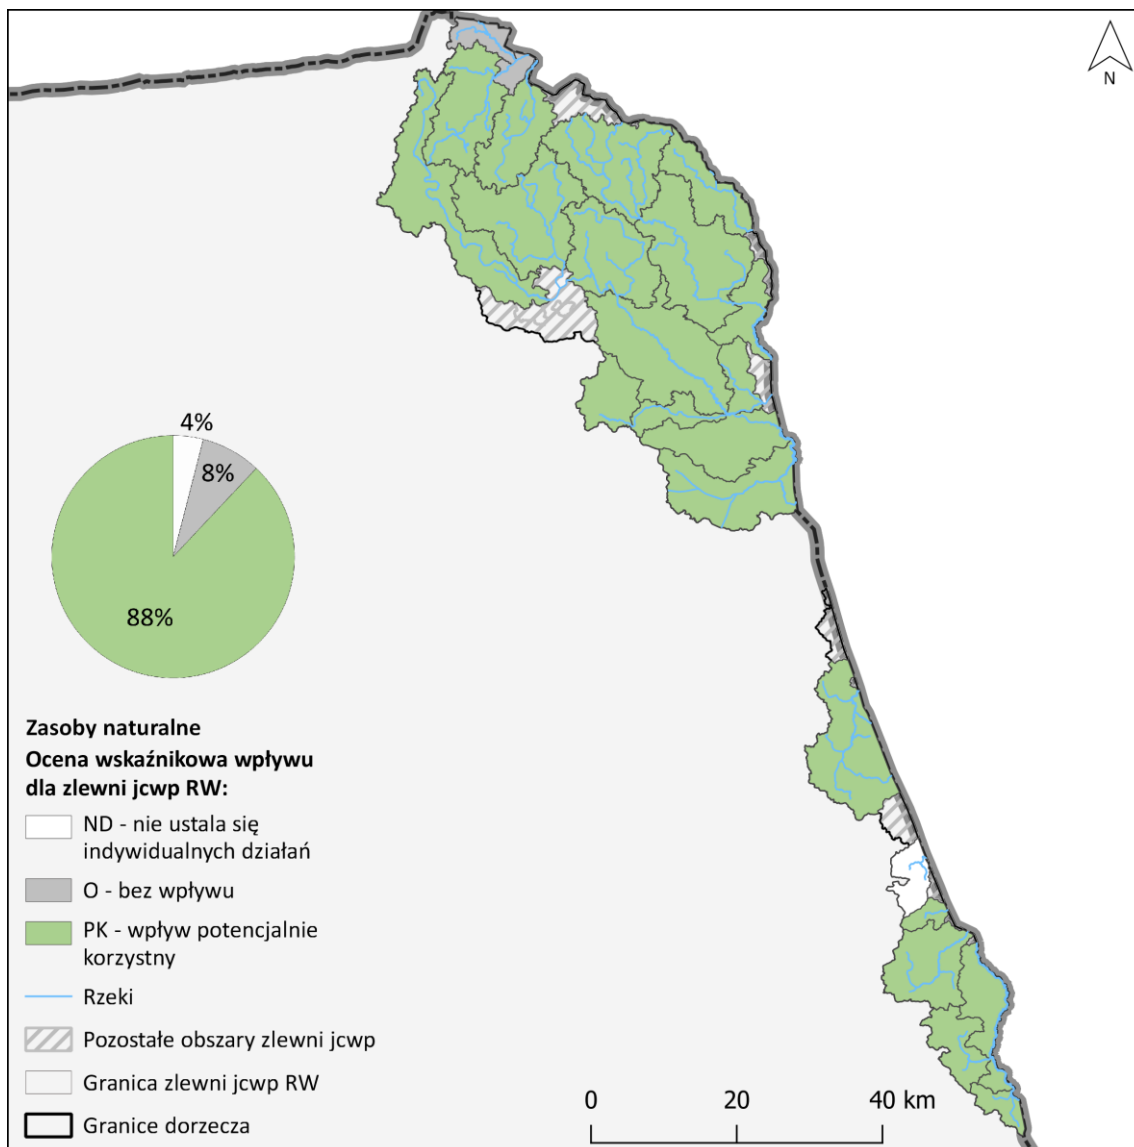 N
4%
8%
88%
Zasoby naturalne
Ocena wskaźnikowa wpływu
dla zlewni jcwp RW:
ND - nie ustala się
indywidualnych działań
O - bez wpływu
PK - wpływ potencjalnie
korzystny
Rzeki
Pozostałe obszary zlewni jcwp
Granica zlewni jcwp RW
Granice dorzecza
0 20 40 km